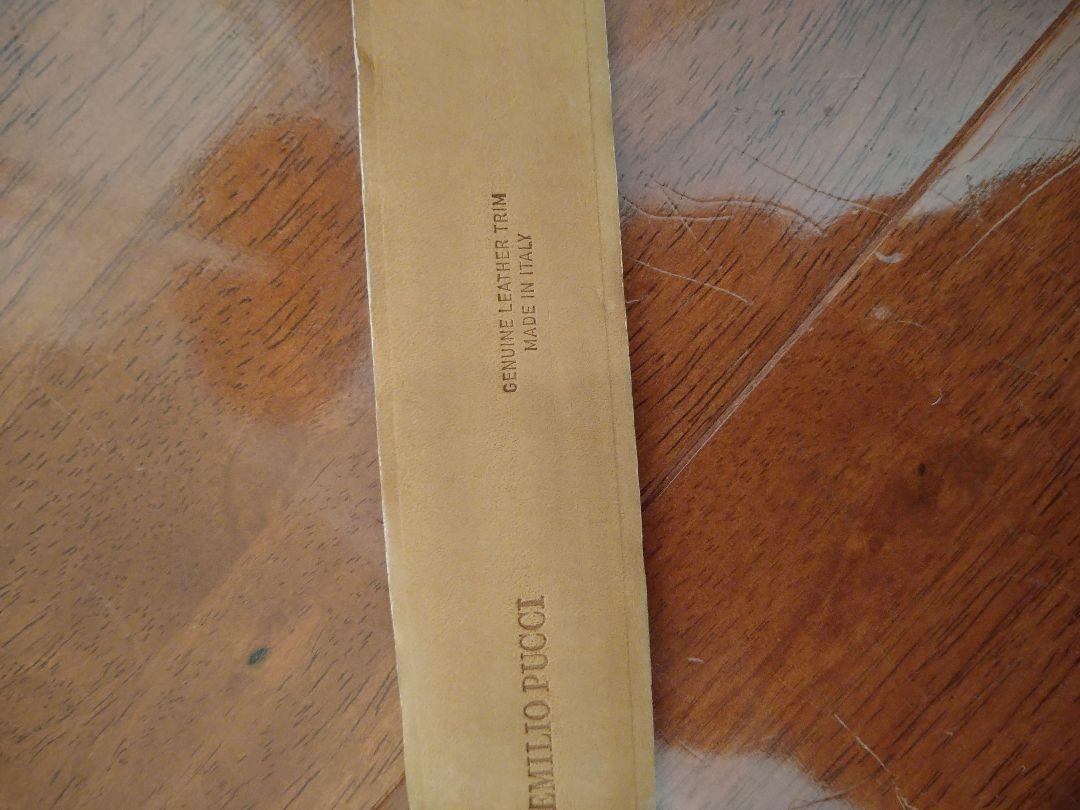 EMILIO PUCCI
GENUINE LEATHER TRIM
MADE IN ITALY